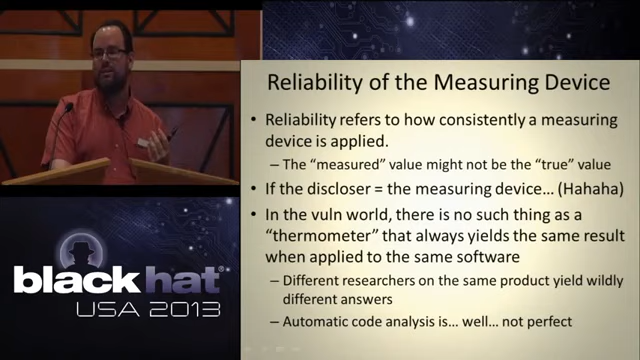 Reliability of the Measuring Device
• Reliability refers to how consistently a measuring
device is applied.
– The “measured” value might not be the “true” value
• If the discloser = the measuring device… (Hahaha)
• In the vuln world, there is no such thing as a
“thermometer” that always yields the same result
when applied to the same software
– Different researchers on the same product yield wildly
different answers
– Automatic code analysis is… well… not perfect
black hat®
USA 2013